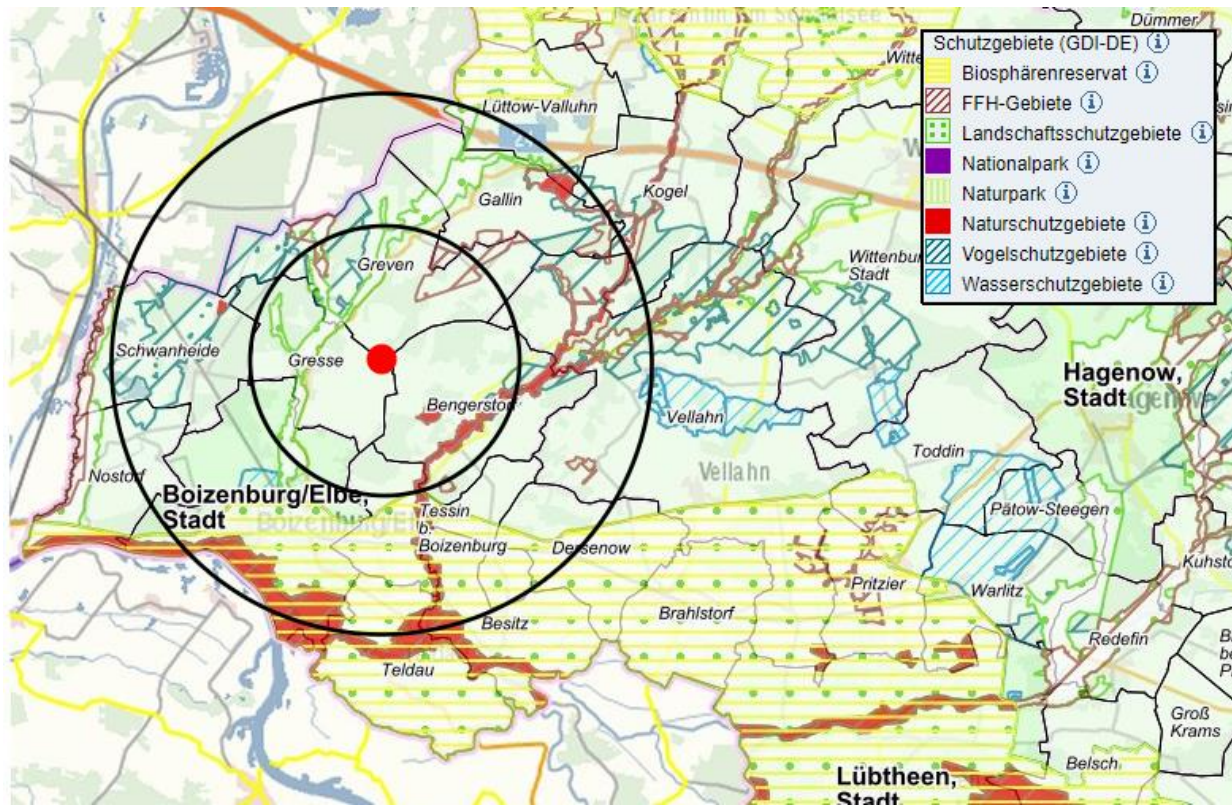 Dümmer
Schutzgebiete (GDI-DE)
Biosphärenreservat
FFH-Gebiete
Landschaftsschutzgebiete
Nationalpark
Naturpark
Naturschutzgebiete
Vogelschutzgebiete
Wasserschutzgebiete
Lüttow-Valluhn
Kogel
Gallin
Greven
Wittenbur
Stadt
Schwanheide
Gresse
Hagenow,
Stadt
Bengerstorf
Vellahn
Toddin
Vellahn
Nostorf
Boizenburg/Elbe,
Stadt
Tessin
b.
Boizenburg
Dersenow
Pätow-Steegen
Kuhsto
Pritzier
Warlitz
Brahlstorf
Besitz
Redefin
Teldau
Groß
Krams
Belsch
Lübtheen,
Stadt